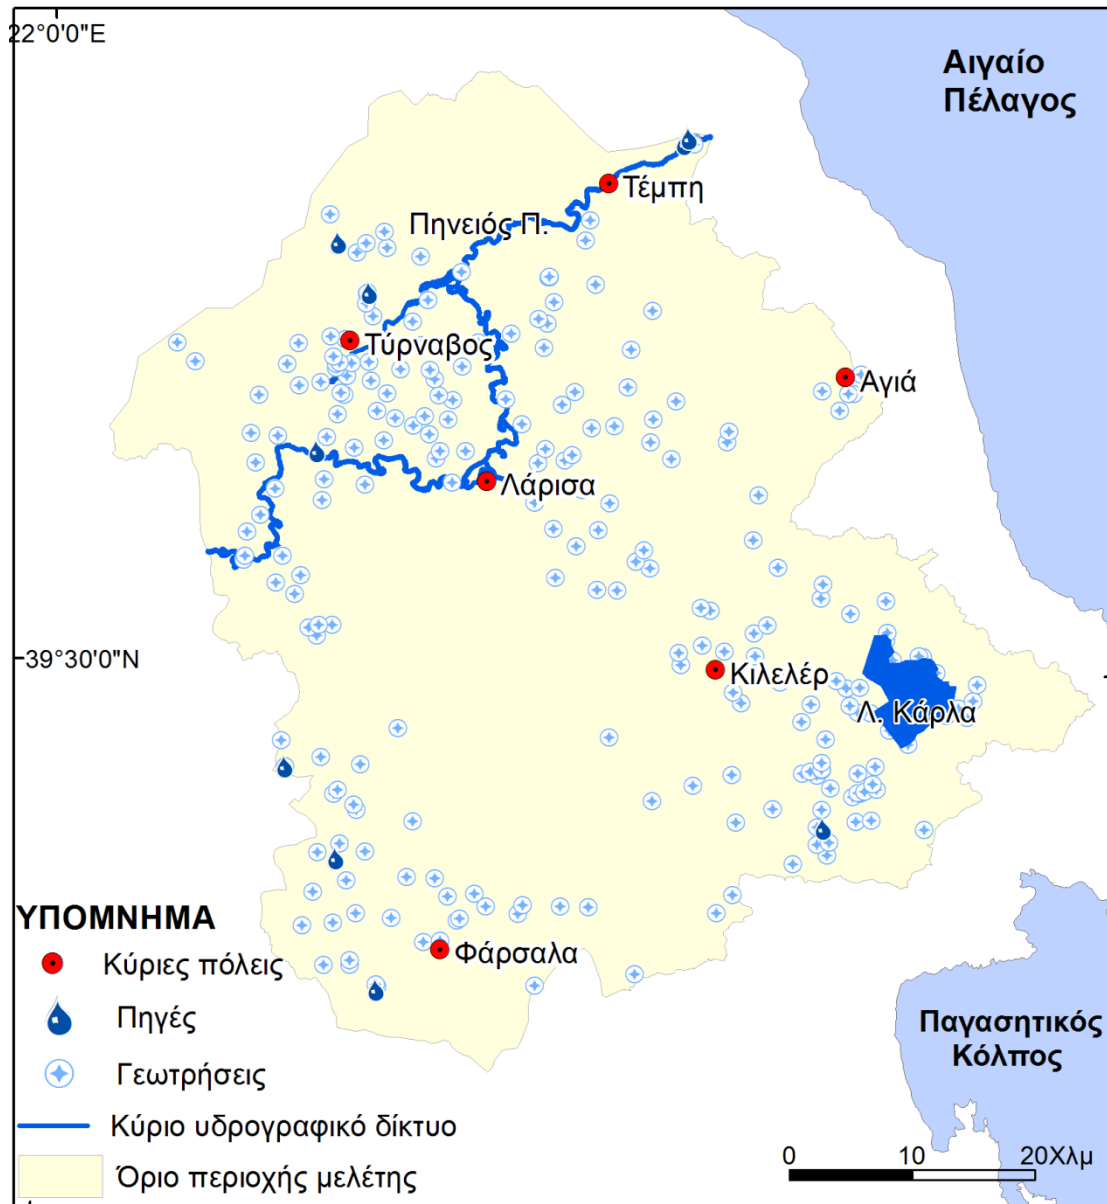 22°0'0"E
Αιγαίο
Πέλαγος
Τέμπη
Πηνειός Π.
Τύρναβος
Αγιά
Λάρισα
39°30'0"N
Κιλελέρ
Λ. Κάρλα
ΥΠΟΜΝΗΜΑ
Φάρσαλα
Κύριες πόλεις
Πηγές
Παγασητικός
Κόλπος
Γεωτρήσεις
Κύριο υδρογραφικό δίκτυο
0 10 20Χλμ
Όριο περιοχής μελέτης